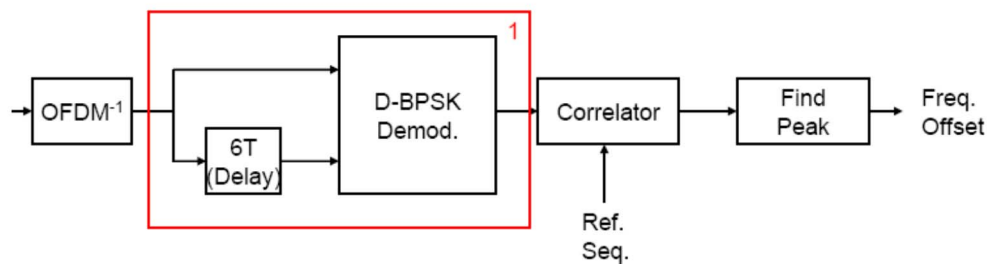 1
OFDM-1
D-BPSK
Demod.
6T
(Delay)
Correlator
Find
Peak
Freq.
Offset
Ref.
Seq.